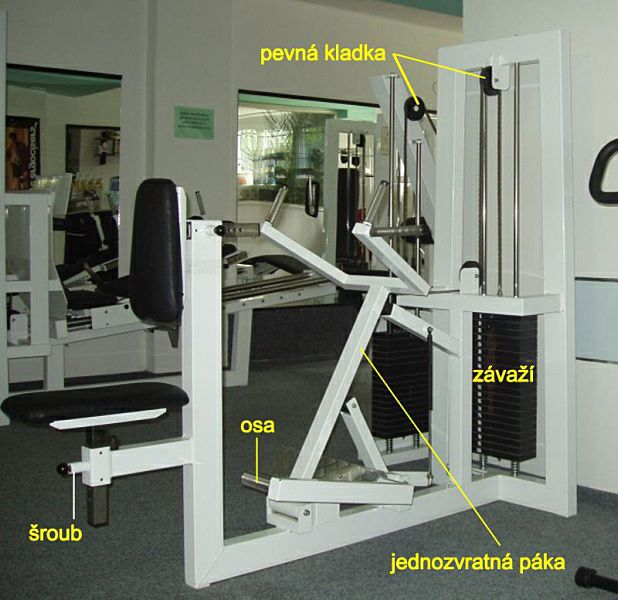 pevná kladka
závaží
osa
šroub
jednozvratná páka